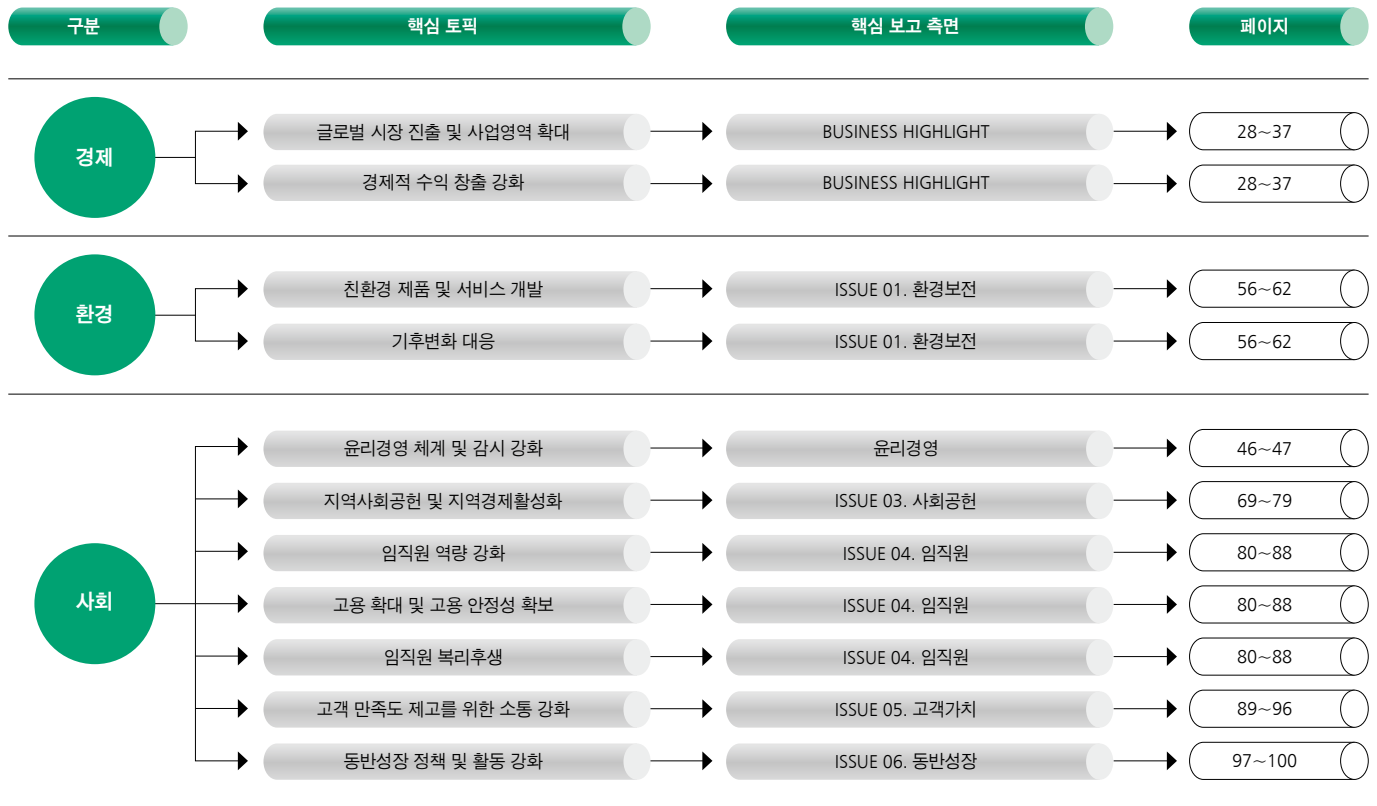 구분 핵심 토픽 핵심 보고 측면 페이지
경제
글로벌 시장 진출 및 사업영역 확대 BUSINESS HIGHLIGHT 28~37
경제적 수익 창출 강화 BUSINESS HIGHLIGHT 28~37
환경
친환경 제품 및 서비스 개발 ISSUE 01. 환경보전 56~62
기후변화 대응 ISSUE 01. 환경보전 56~62
사회
윤리경영 체계 및 감시 강화 윤리경영 46~47
지역사회공헌 및 지역경제활성화 ISSUE 03. 사회공헌 69~79
임직원 역량 강화 ISSUE 04. 임직원 80~88
고용 확대 및 고용 안정성 확보 ISSUE 04. 임직원 80~88
임직원 복리후생 ISSUE 04. 임직원 80~88
고객 만족도 제고를 위한 소통 강화 ISSUE 05. 고객가치 89~96
동반성장 정책 및 활동 강화 ISSUE 06. 동반성장 97~100